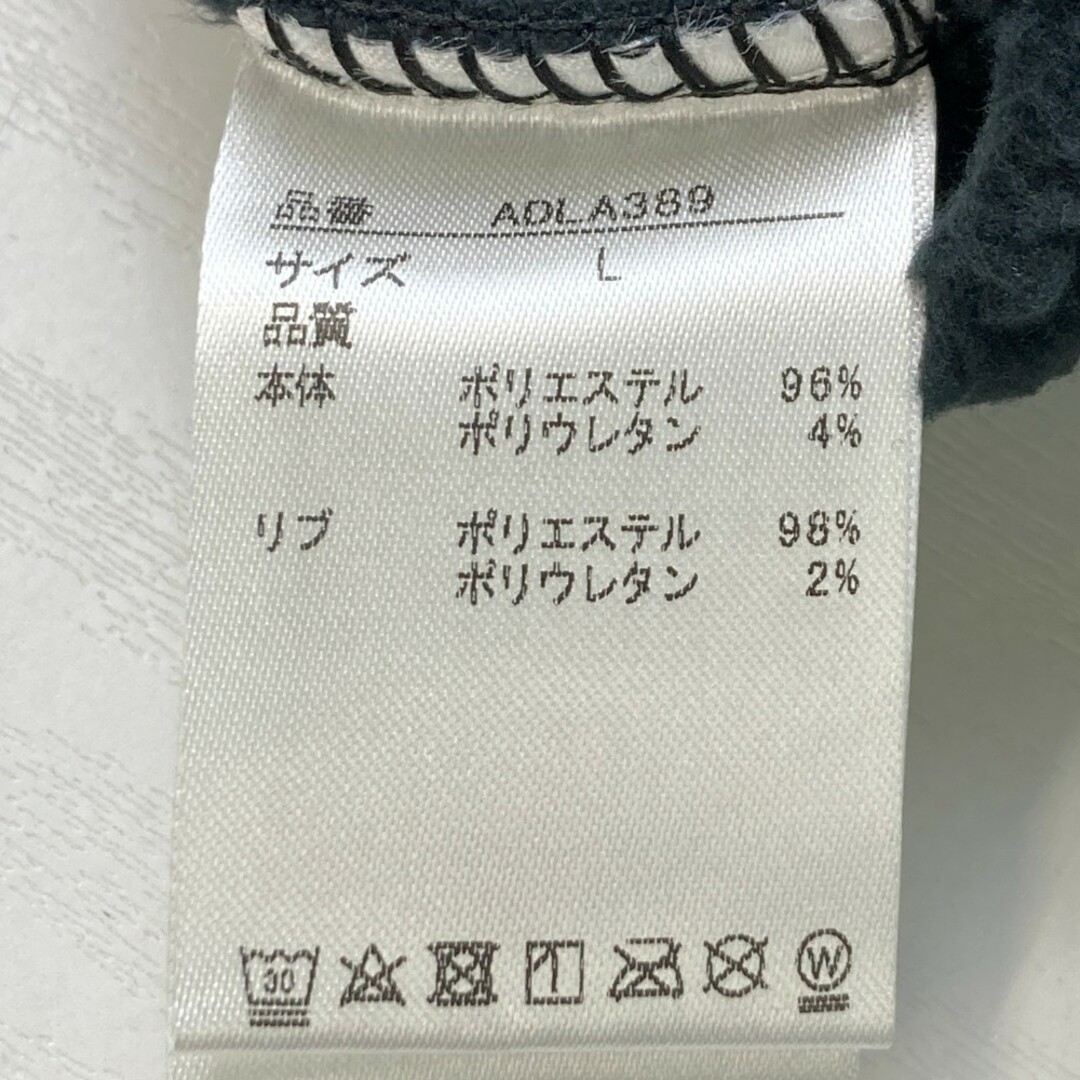 品番 ADLA389
サイズ L
品質
本体 ポリエステル 96%
ポリウレタン 4%
リブ ポリエステル 98%
ポリウレタン 2%
30
W